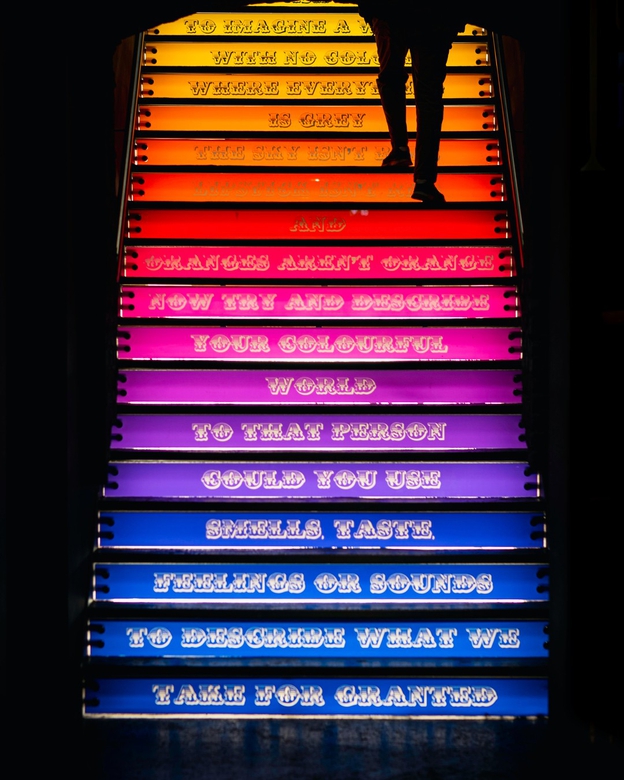 TO IMAGINE A W
WITH NO COLO
WHERE EVERYT
IS GREY
THE SKY ISN'T
AND
ORANGES AREN'T ORANGE
NOW TRY AND DESCRIBE
YOUR COLOURFUL
WORLD
TO THAT PERSON
COULD YOU USE
SMELLS, TASTE,
FEELINGS OR SOUNDS
TO DESCRIBE WHAT WE
TAKE FOR GRANTED